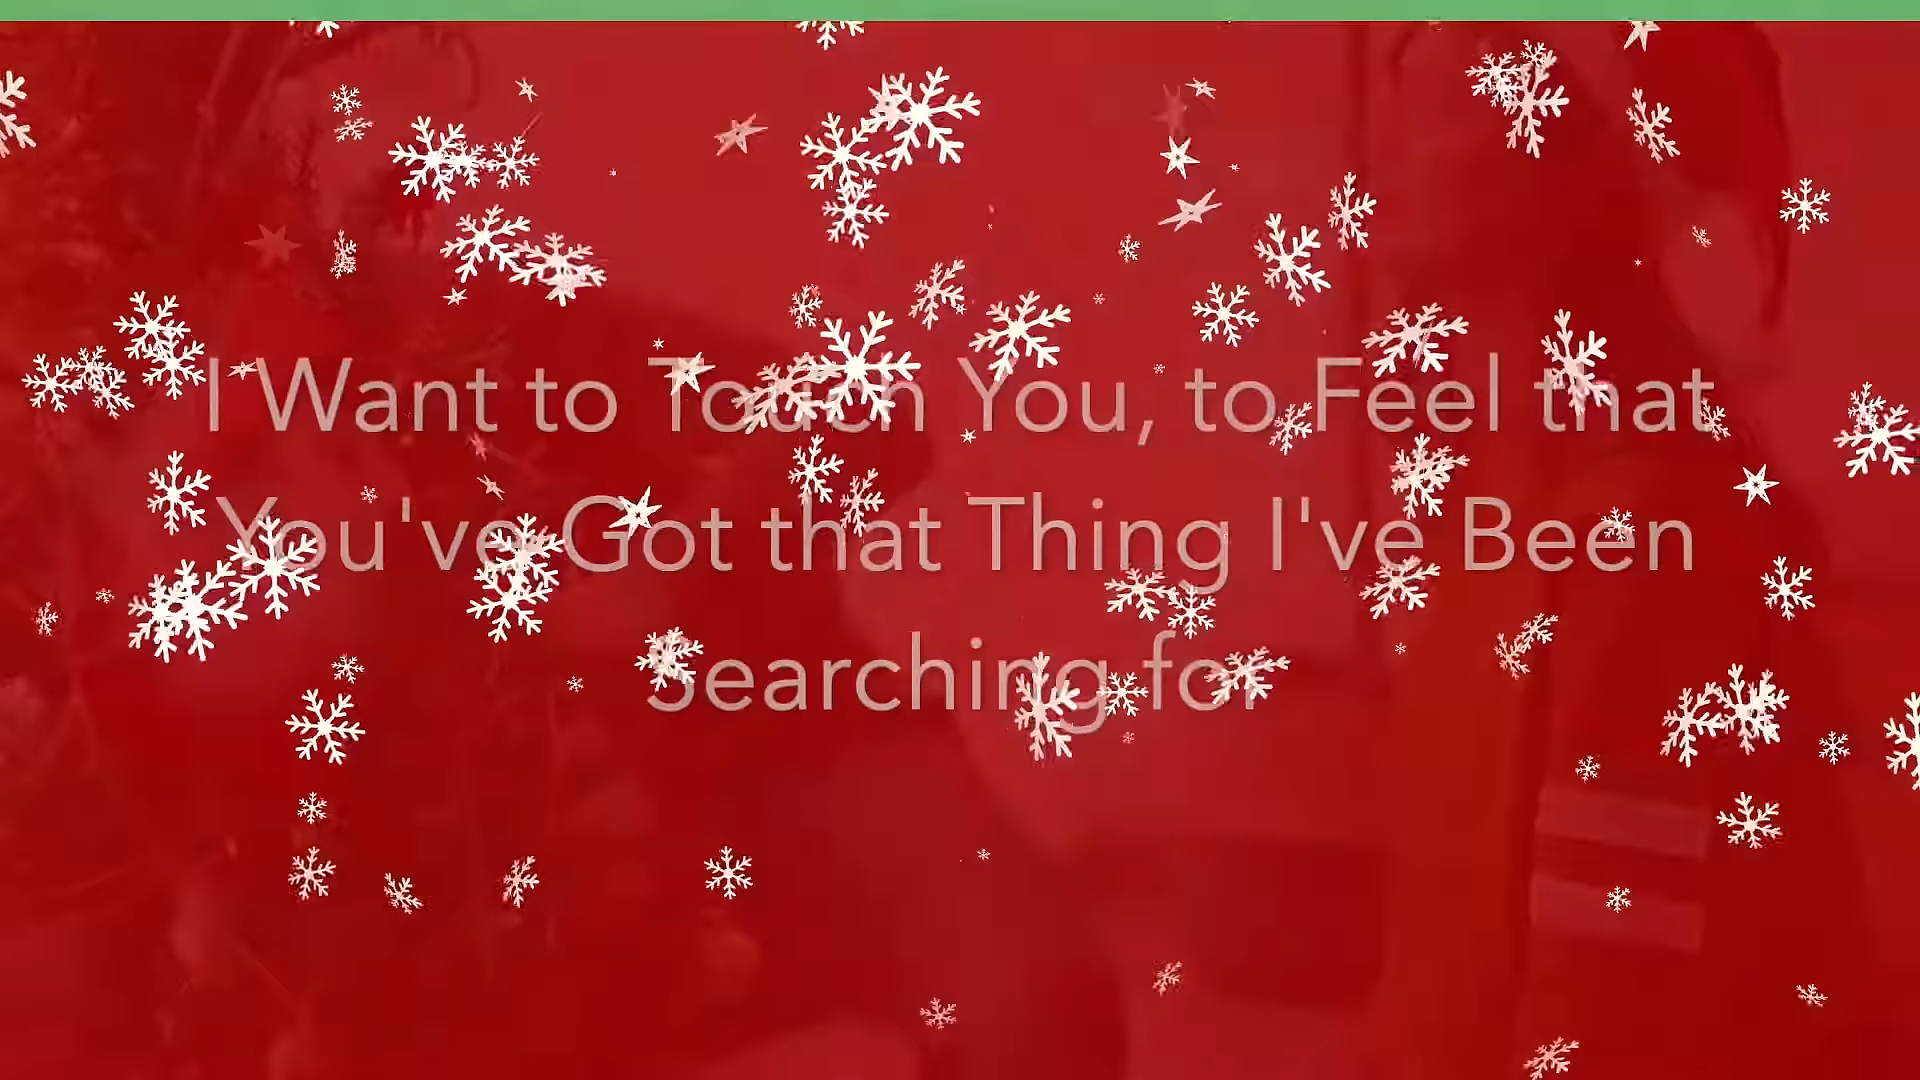 I Want to Touch You, to Feel that
You've Got that Thing I've Been
Searching for